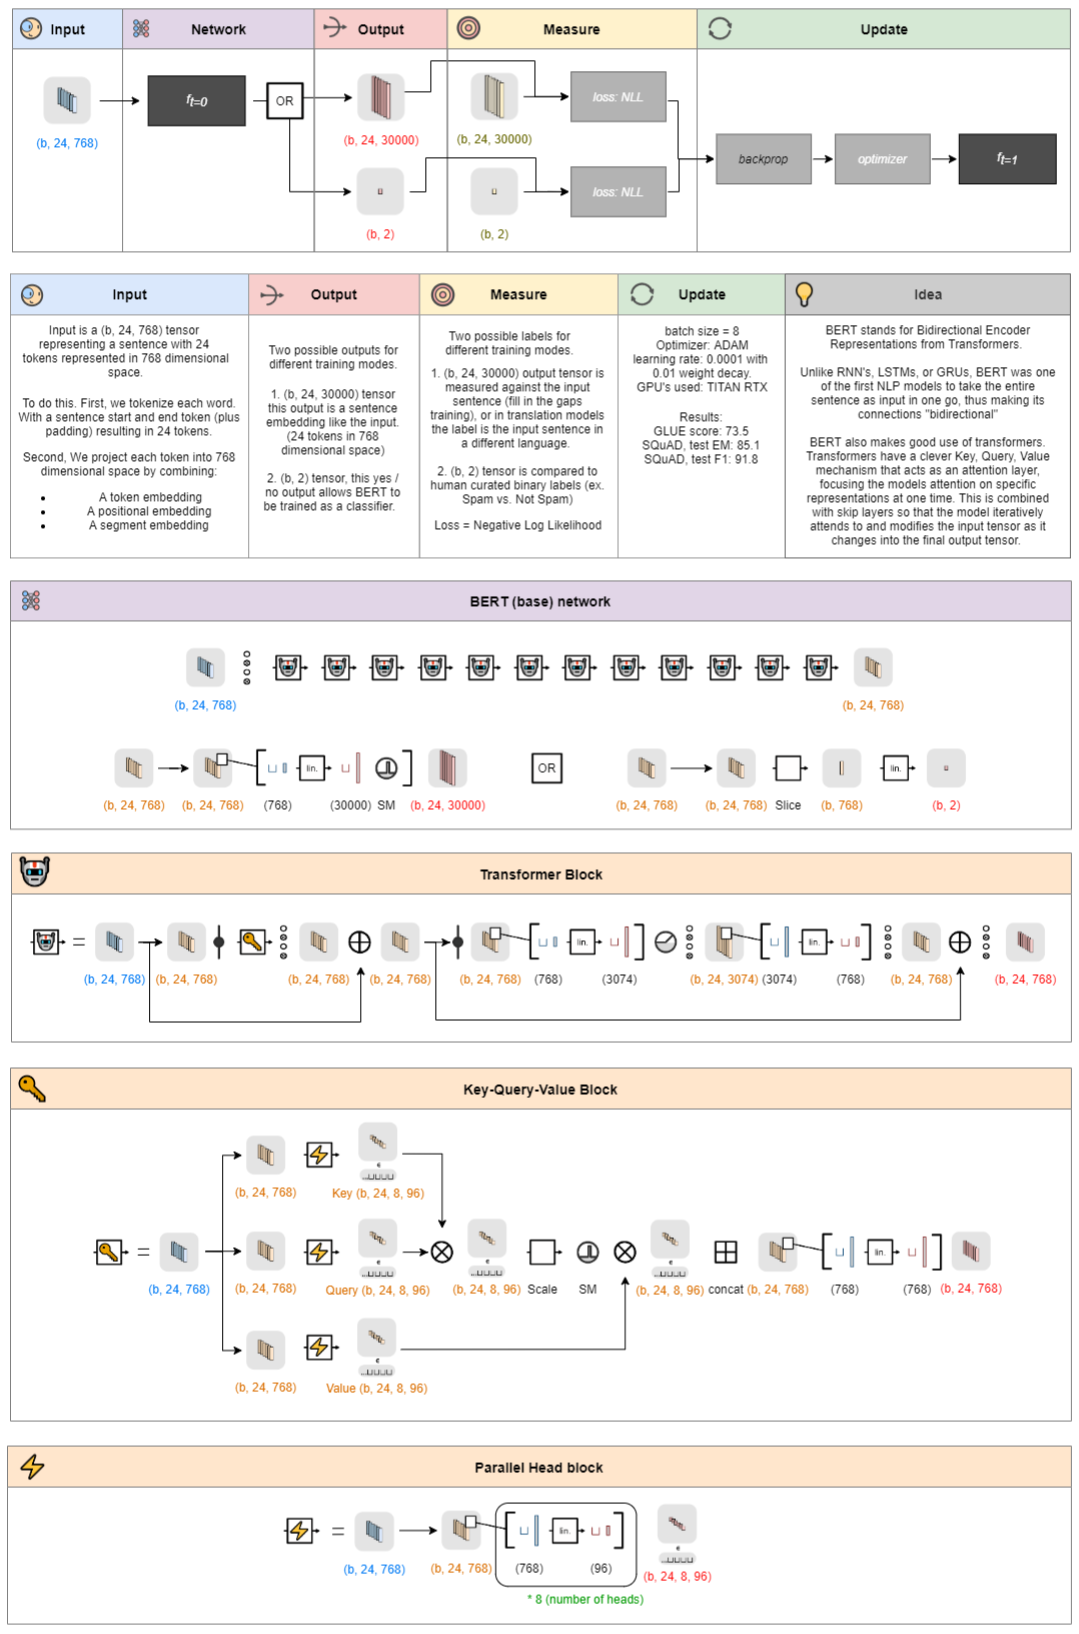 Input
Network
Output
Measure
Update
(b, 24, 768)
f t=0
OR
(b, 24, 30000)
(b, 24, 30000)
loss: NLL
(b, 2)
(b, 2)
loss: NLL
backprop
optimizer
f t=1
Input
Output
Measure
Update
Idea
Input is a (b, 24, 768) tensor
representing a sentence with 24
tokens represented in 768 dimensional
space.
To do this. First, we tokenize each word.
With a sentence start and end token (plus
padding) resulting in 24 tokens.
Second, We project each token into 768
dimensional space by combining:
• A token embedding
• A positional embedding
• A segment embedding
Two possible outputs for
different training modes.
1. (b, 24, 30000) tensor
this output is a sentence
embedding like the input.
(24 tokens in 768
dimensional space)
2. (b, 2) tensor, this yes /
no output allows BERT to
be trained as a classifier.
Two possible labels for
different training modes.
1. (b, 24, 30000) output tensor is
measured against the input
sentence (fill in the gaps
training), or in translation models
the label is the input sentence in
a different language.
2. (b, 2) tensor is compared to
human curated binary labels (ex.
Spam vs. Not Spam)
Loss = Negative Log Likelihood
batch size = 8
Optimizer: ADAM
learning rate: 0.0001 with
0.01 weight decay.
GPU's used: TITAN RTX
Results:
GLUE score: 73.5
SQuAD, test EM: 85.1
SQuAD, test F1: 91.8
BERT stands for Bidirectional Encoder
Representations from Transformers.
Unlike RNN's, LSTMs, or GRUs, BERT was one
of the first NLP models to take the entire
sentence as input in one go, thus making its
connections "bidirectional"
BERT also makes good use of transformers.
Transformers have a clever Key, Query, Value
mechanism that acts as an attention layer,
focusing the models attention on specific
representations at one time. This is combined
with skip layers so that the model iteratively
attends to and modifies the input tensor as it
changes into the final output tensor.
BERT (base) network
(b, 24, 768)
(b, 24, 768)
lin.
OR
lin.
(b, 24, 768)
(b, 24, 768)
(768)
(30000)
SM
(b, 24, 30000)
(b, 24, 768)
(b, 24, 768)
Slice
(b, 768)
(b, 2)
Transformer Block
=
lin.
lin.
(b, 24, 768)
(b, 24, 768)
(b, 24, 768)
(b, 24, 768)
(b, 24, 768)
(768)
(3074)
(b, 24, 3074)
(3074)
(768)
(b, 24, 768)
(b, 24, 768)
Key-Query-Value Block
(b, 24, 768)
Key (b, 24, 8, 96)
=
lin.
(b, 24, 768)
(b, 24, 768)
Query (b, 24, 8, 96)
(b, 24, 8, 96)
Scale
SM
(b, 24, 8, 96)
concat
(b, 24, 768)
(768)
(768)
(b, 24, 768)
(b, 24, 768)
Value (b, 24, 8, 96)
Parallel Head block
=
lin.
(b, 24, 768)
(b, 24, 768)
(768)
(96)
(b, 24, 8, 96)
* 8 (number of heads)